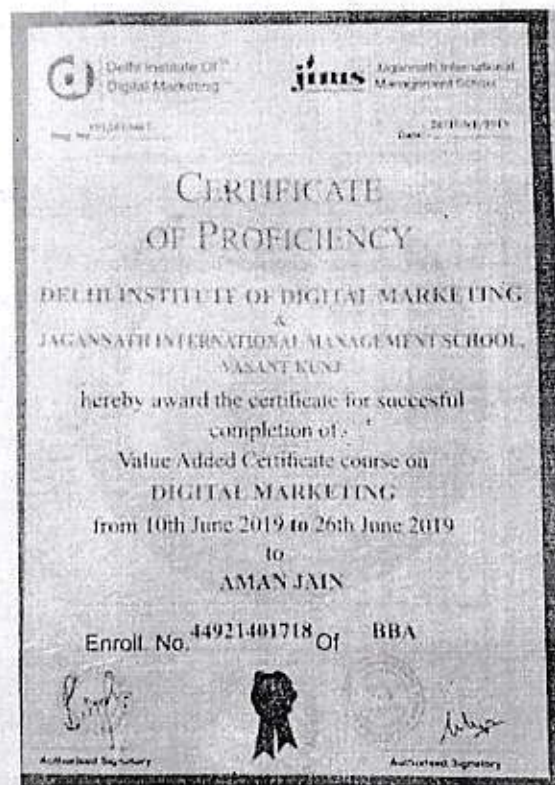 Delhi Institute Of
Digital Marketing
jims
Jagannath International
Management School
Reg. No.
Date:
CERTIFICATE
OF PROFICIENCY
DELHI INSTITUTE OF DIGITAL MARKETING
&
JAGANNATH INTERNATIONAL MANAGEMENT SCHOOL,
VASANT KUNJ
hereby award the certificate for succesful
completion of :-
Value Added Certificate course on
DIGITAL MARKETING
from 10th June 2019 to 26th June 2019
to
AMAN JAIN
Enroll. No. 44921401718 Of BBA
Authorised Signatory
Authorised Signatory